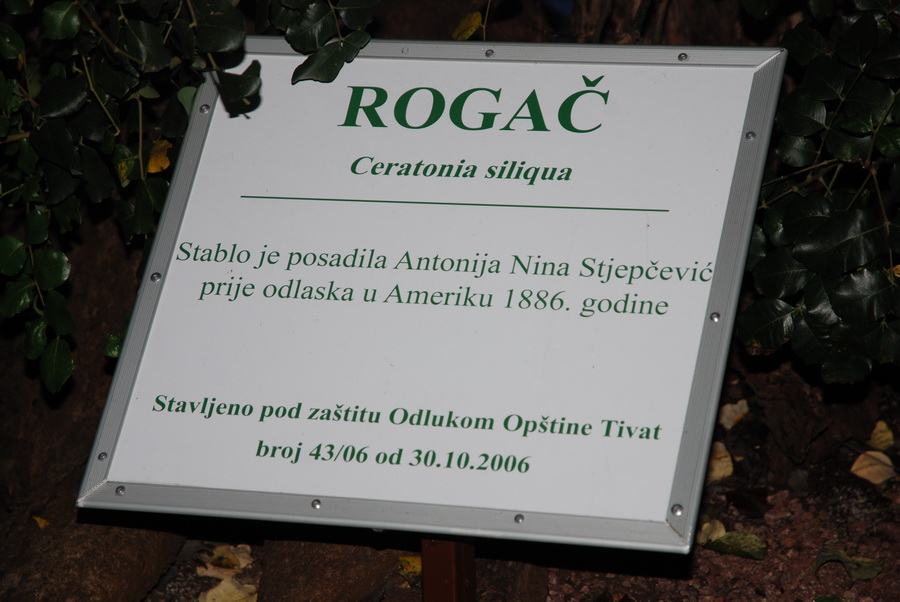 ROGAČ
Ceratonia siliqua
Stablo je posadila Antonija Nina Stjepčević
prije odlaska u Ameriku 1886. godine
Stavljeno pod zaštitu Odlukom Opštine Tivat
broj 43/06 od 30.10.2006